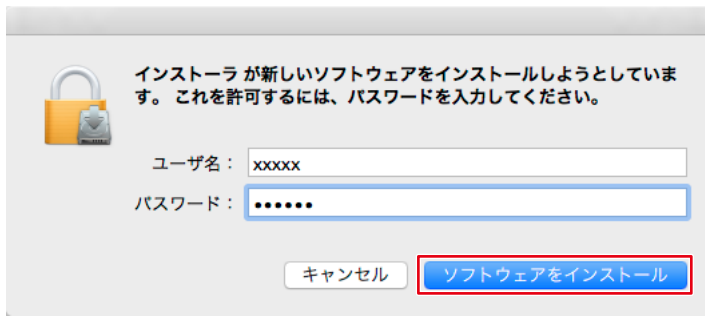 インストーラ が新しいソフトウェアをインストールしようとしていま
す。 これを許可するには、パスワードを入力してください。
ユーザ名： xxxxx
パスワード： ••••••
キャンセル ソフトウェアをインストール